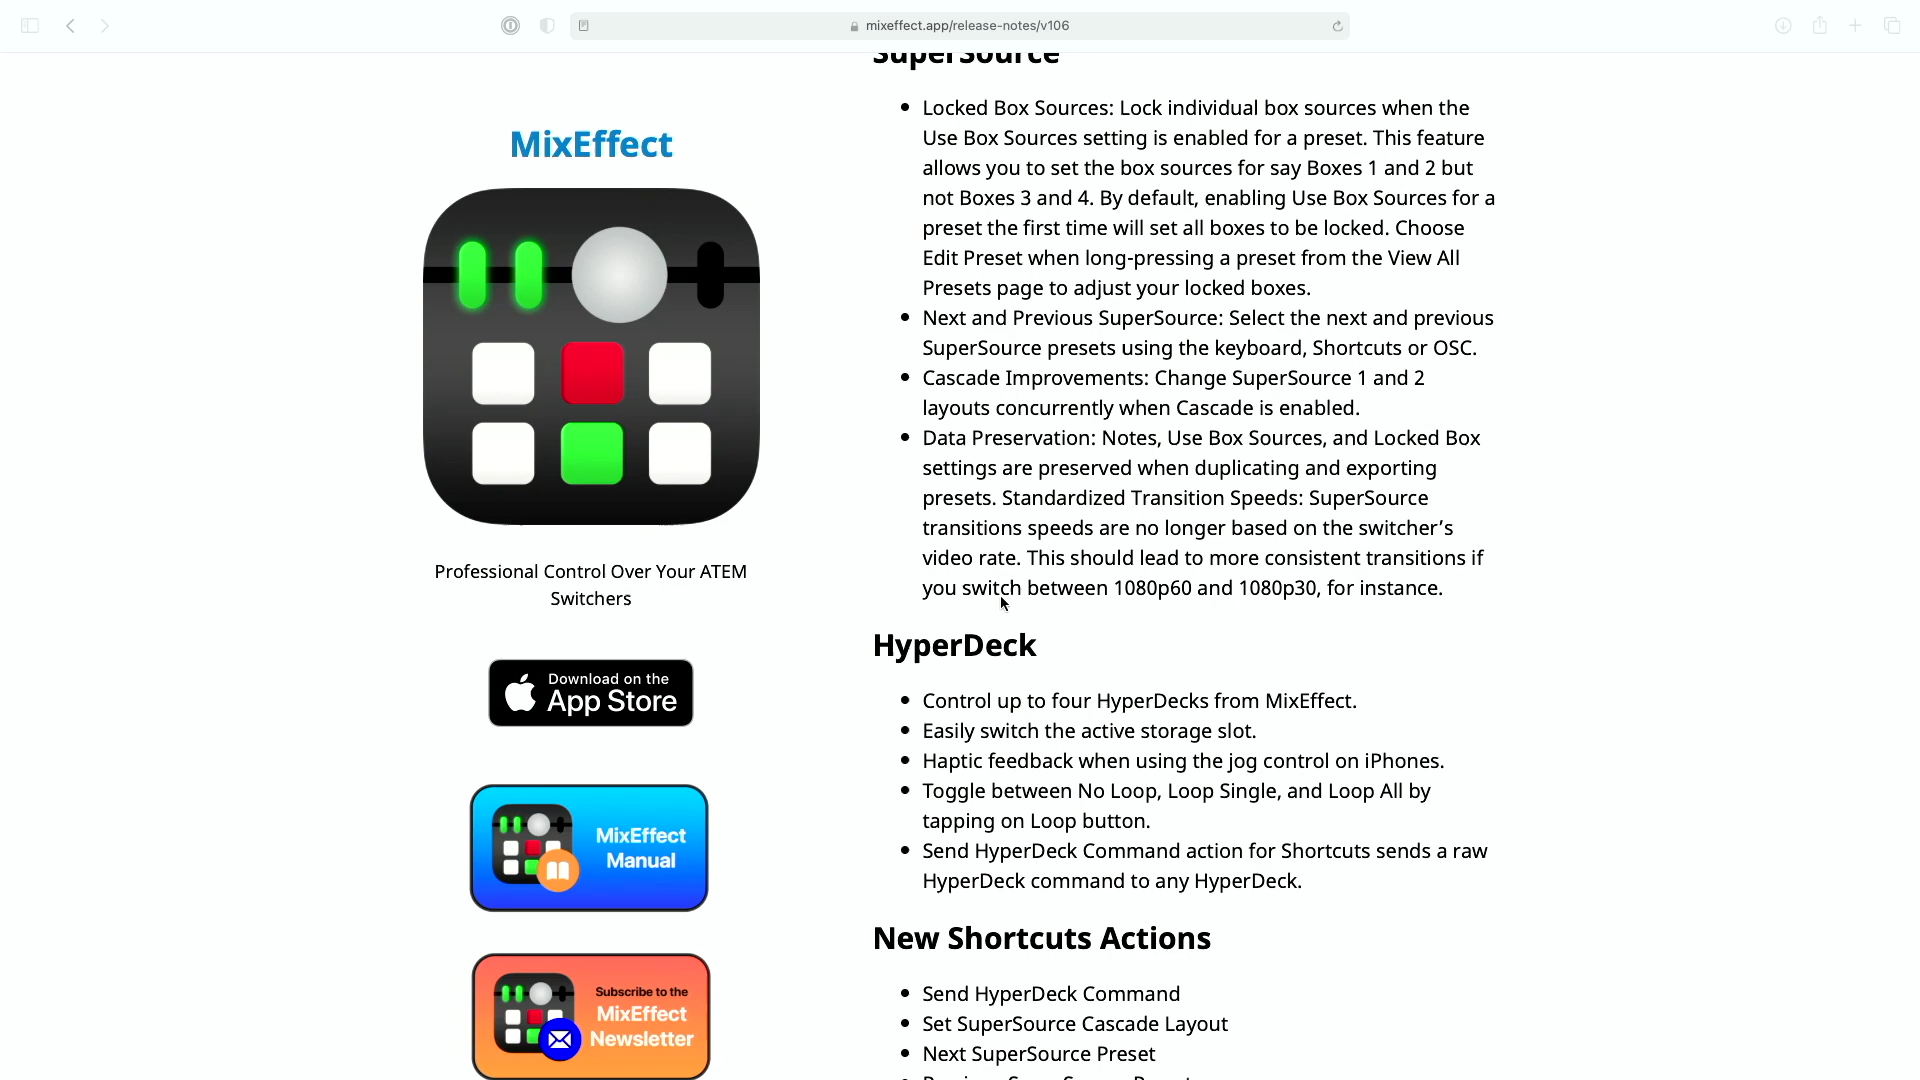 mixeffect.app/release-notes/v106
MixEffect
Professional Control Over Your ATEM
Switchers
Download on the
App Store
MixEffect
Manual
Subscribe to the
MixEffect
Newsletter
SuperSource
Locked Box Sources: Lock individual box sources when the
Use Box Sources setting is enabled for a preset. This feature
allows you to set the box sources for say Boxes 1 and 2 but
not Boxes 3 and 4. By default, enabling Use Box Sources for a
preset the first time will set all boxes to be locked. Choose
Edit Preset when long-pressing a preset from the View All
Presets page to adjust your locked boxes.
Next and Previous SuperSource: Select the next and previous
SuperSource presets using the keyboard, Shortcuts or OSC.
Cascade Improvements: Change SuperSource 1 and 2
layouts concurrently when Cascade is enabled.
Data Preservation: Notes, Use Box Sources, and Locked Box
settings are preserved when duplicating and exporting
presets. Standardized Transition Speeds: SuperSource
transitions speeds are no longer based on the switcher’s
video rate. This should lead to more consistent transitions if
you switch between 1080p60 and 1080p30, for instance.
HyperDeck
Control up to four HyperDecks from MixEffect.
Easily switch the active storage slot.
Haptic feedback when using the jog control on iPhones.
Toggle between No Loop, Loop Single, and Loop All by
tapping on Loop button.
Send HyperDeck Command action for Shortcuts sends a raw
HyperDeck command to any HyperDeck.
New Shortcuts Actions
Send HyperDeck Command
Set SuperSource Cascade Layout
Next SuperSource Preset